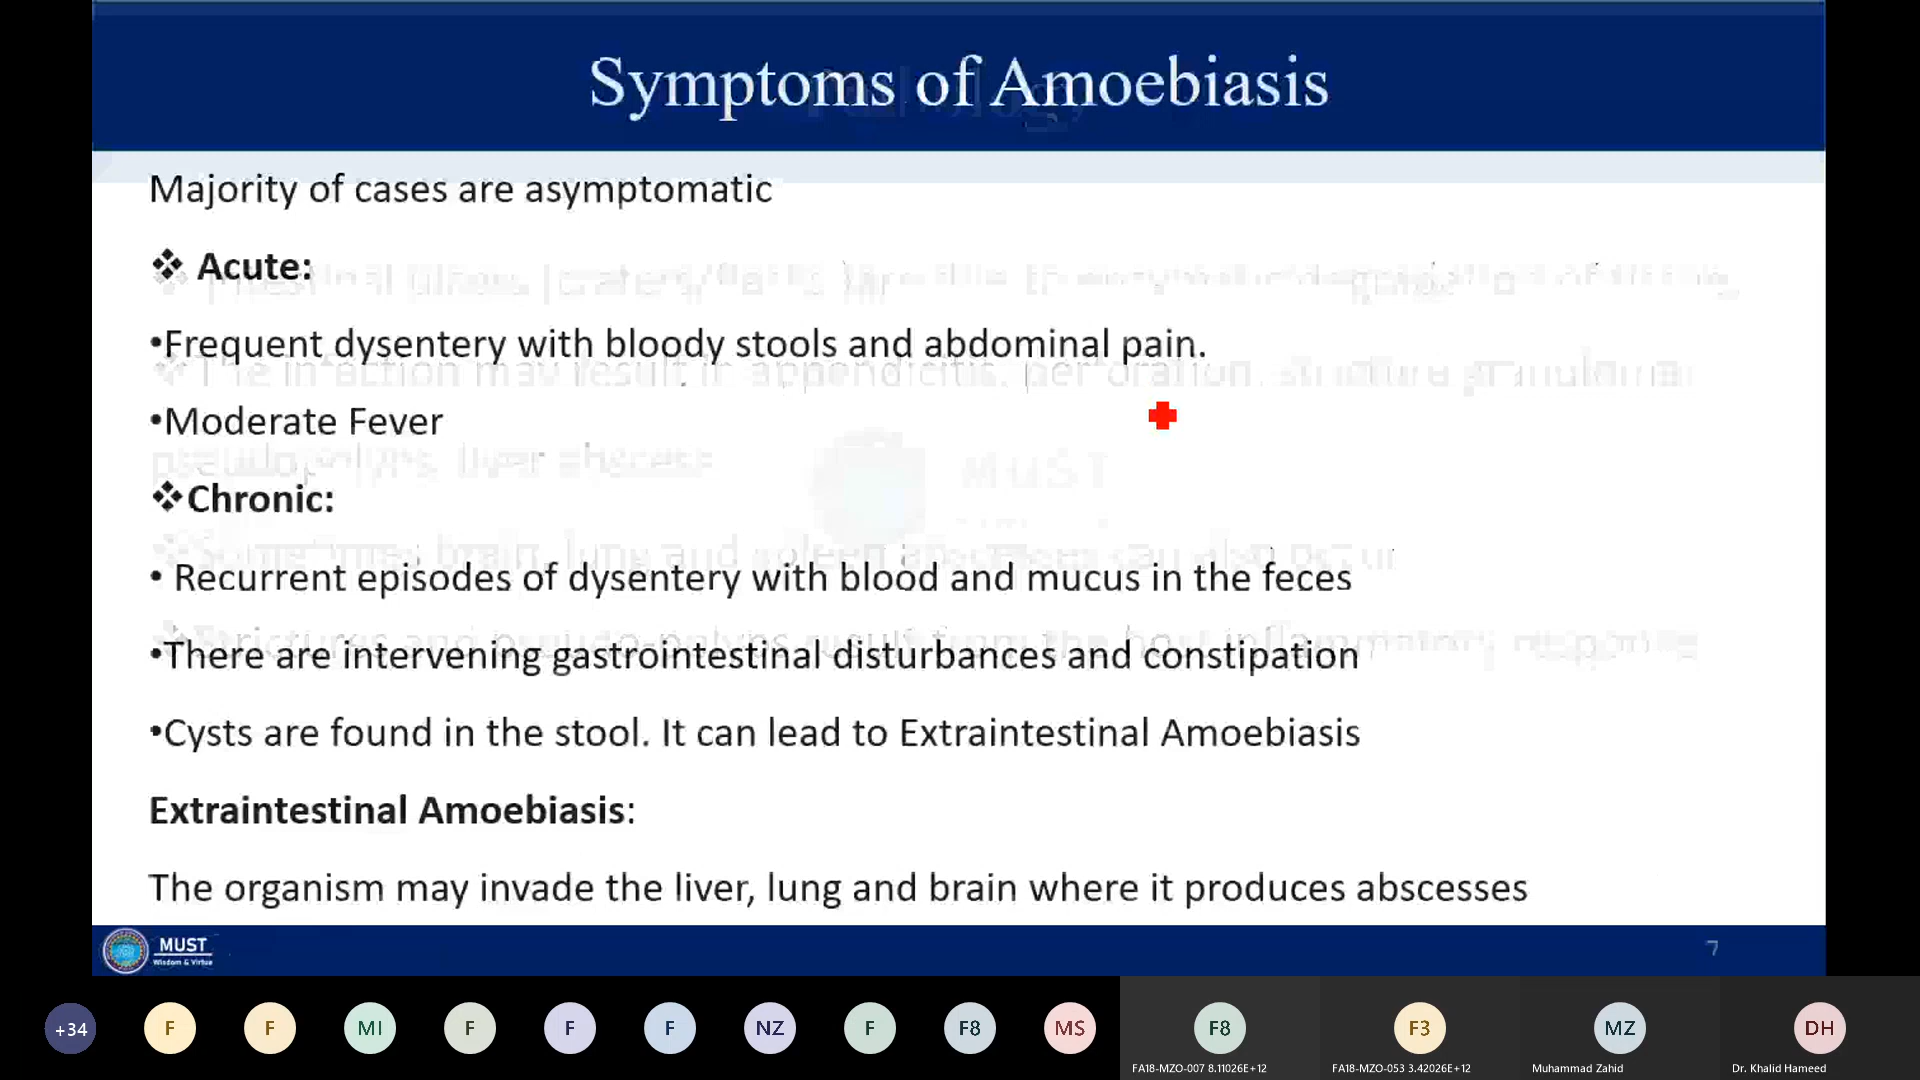 Symptoms of Amoebiasis
Majority of cases are asymptomatic
❖ Acute:
•Frequent dysentery with bloody stools and abdominal pain.
•Moderate Fever
❖Chronic:
• Recurrent episodes of dysentery with blood and mucus in the feces
•There are intervening gastrointestinal disturbances and constipation
•Cysts are found in the stool. It can lead to Extraintestinal Amoebiasis
Extraintestinal Amoebiasis:
The organism may invade the liver, lung and brain where it produces abscesses
MUST
Wisdom & Virtue
7
+34 F F MI F F F NZ F F8 MS F8 F3 MZ DH
FA18-MZO-007 8.11026E+12 FA18-MZO-053 3.42026E+12 Muhammad Zahid Dr. Khalid Hameed